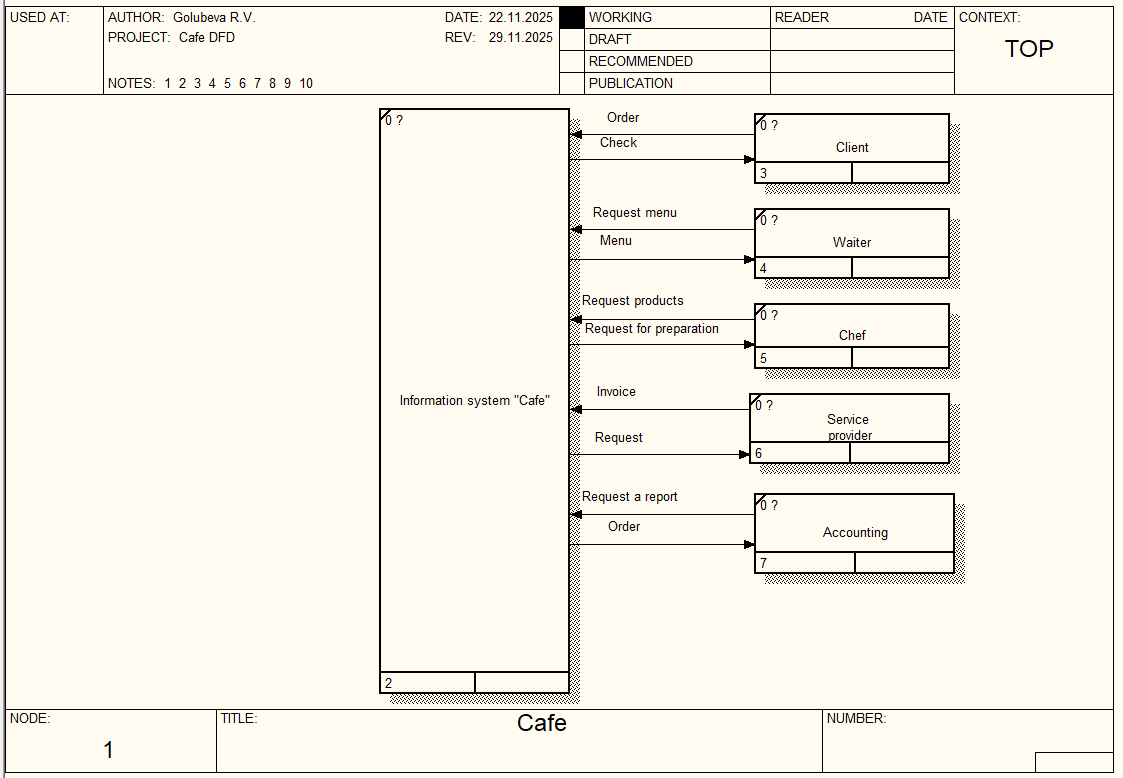 USED AT:
AUTHOR: Golubeva R.V.
DATE: 22.11.2025
PROJECT: Cafe DFD
REV: 29.11.2025
NOTES: 1 2 3 4 5 6 7 8 9 10
WORKING
DRAFT
RECOMMENDED
PUBLICATION
READER DATE
CONTEXT:
TOP
0 ?
Information system "Cafe"
2
Order
Check
0 ?
Client
3
Request menu
Menu
0 ?
Waiter
4
Request products
Request for preparation
0 ?
Chef
5
Invoice
Request
0 ?
Service
provider
6
Request a report
Order
0 ?
Accounting
7
NODE:
1
TITLE:
Cafe
NUMBER: